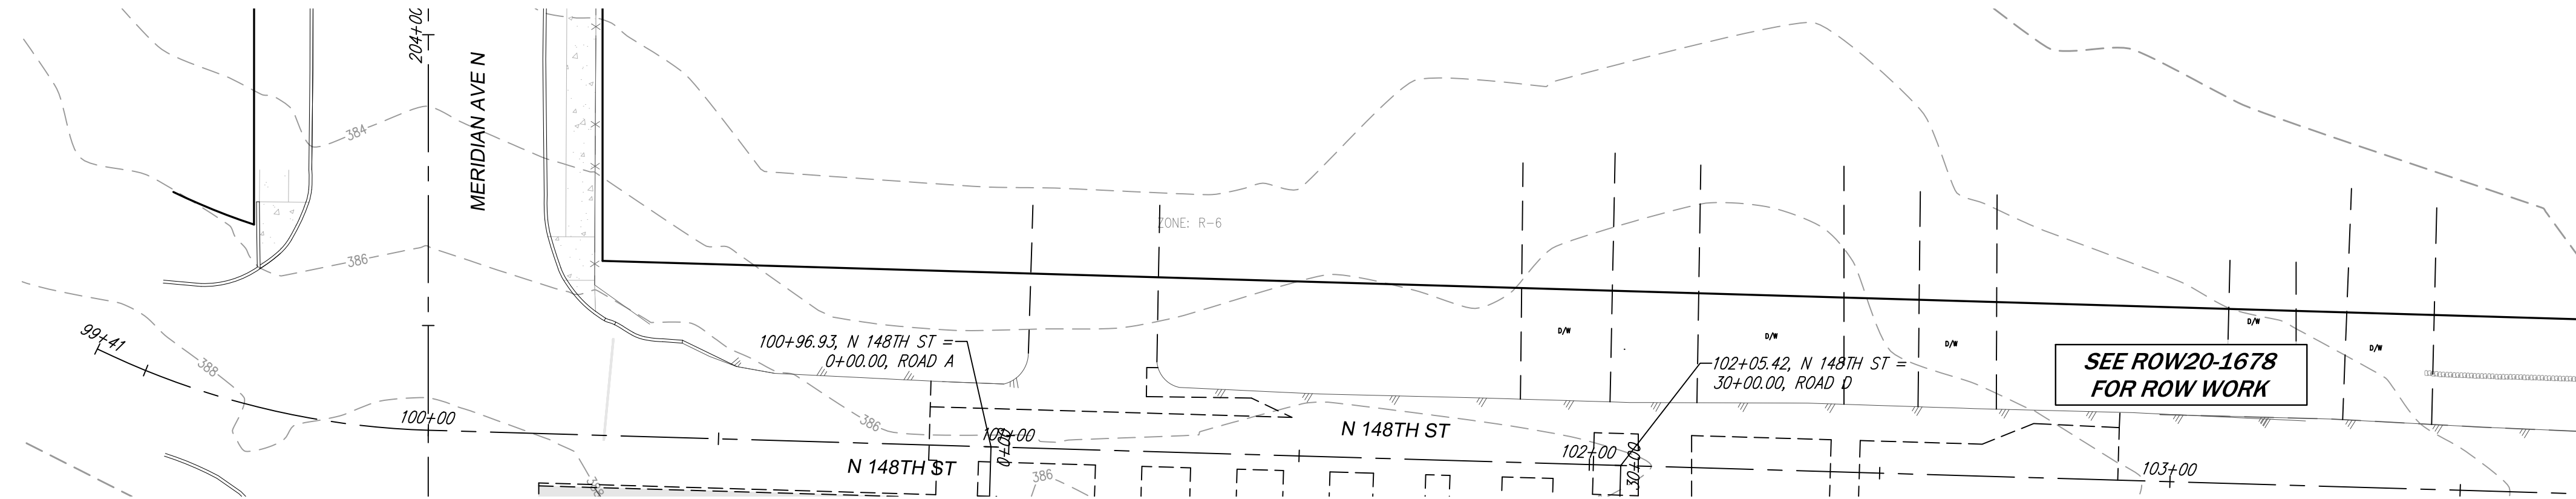 204+00
MERIDIAN AVE N
384
386
ZONE: R-6
99+41
388
100+00
100+96.93, N 148TH ST =
0+00.00, ROAD A
386
N 148TH ST
0+00
386
D/W
D/W
D/W
D/W
D/W
102+05.42, N 148TH ST =
30+00.00, ROAD D
SEE ROW20-1678
FOR ROW WORK
N 148TH ST
102+00
30+00
103+00